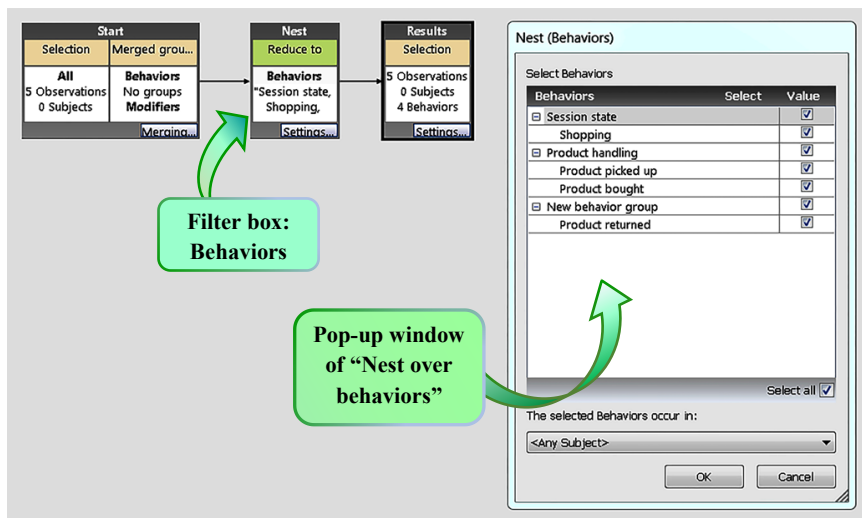 Start
Selection Merged grou...
All
5 Observations
0 Subjects
Behaviors
No groups
Modifiers
Merging...
Nest
Reduce to
Behaviors
"Session state,
Shopping,
Settings...
Results
Selection
5 Observations
0 Subjects
4 Behaviors
Settings...
Filter box:
Behaviors
Pop-up window
of “Nest over
behaviors”
Nest (Behaviors)
Select Behaviors
Behaviors Select Value
Session state
Shopping
Product handling
Product picked up
Product bought
New behavior group
Product returned
Select all
The selected Behaviors occur in:
<Any Subject>
OK Cancel